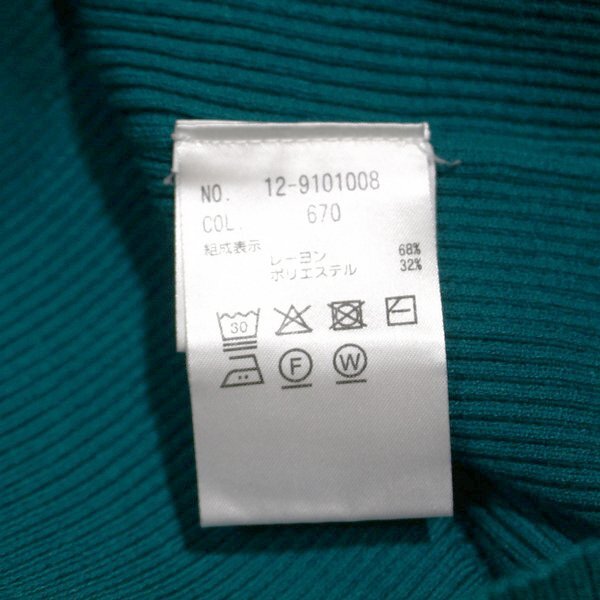 NO. 12-9101008
COL. 670
組成表示
レーヨン 68%
ポリエステル 32%
30
F W